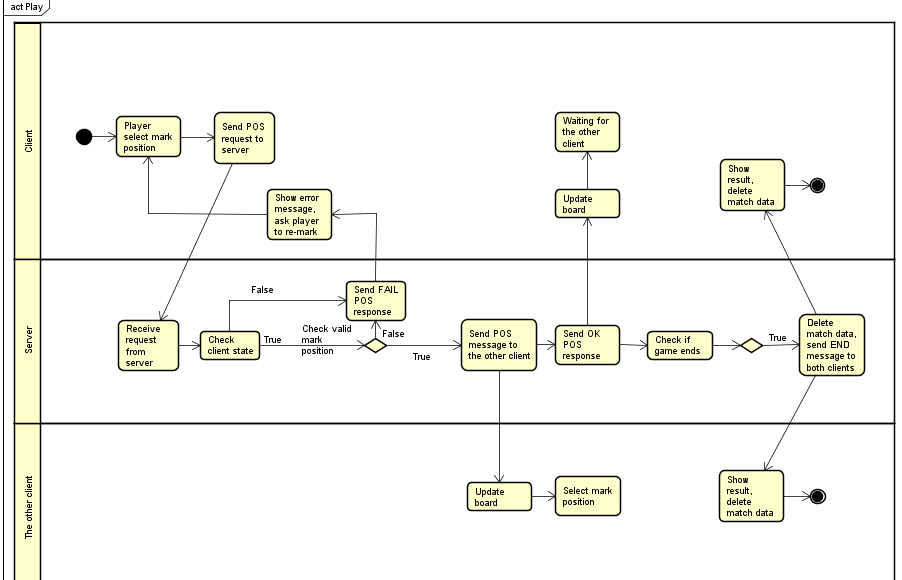 act Play
Client
Player
select mark
position
Send POS
request to
server
Show error
message,
ask player
to re-mark
Waiting for
the other
client
Update
board
Show
result,
delete
match data
Server
Receive
request
from
server
Check
client state
False
True
Send FAIL
POS
response
Check valid
mark
position
False
True
Send POS
message to
the other client
Send OK
POS
response
Check if
game ends
True
Delete
match data,
send END
message to
both clients
The other client
Update
board
Select mark
position
Show
result,
delete
match data